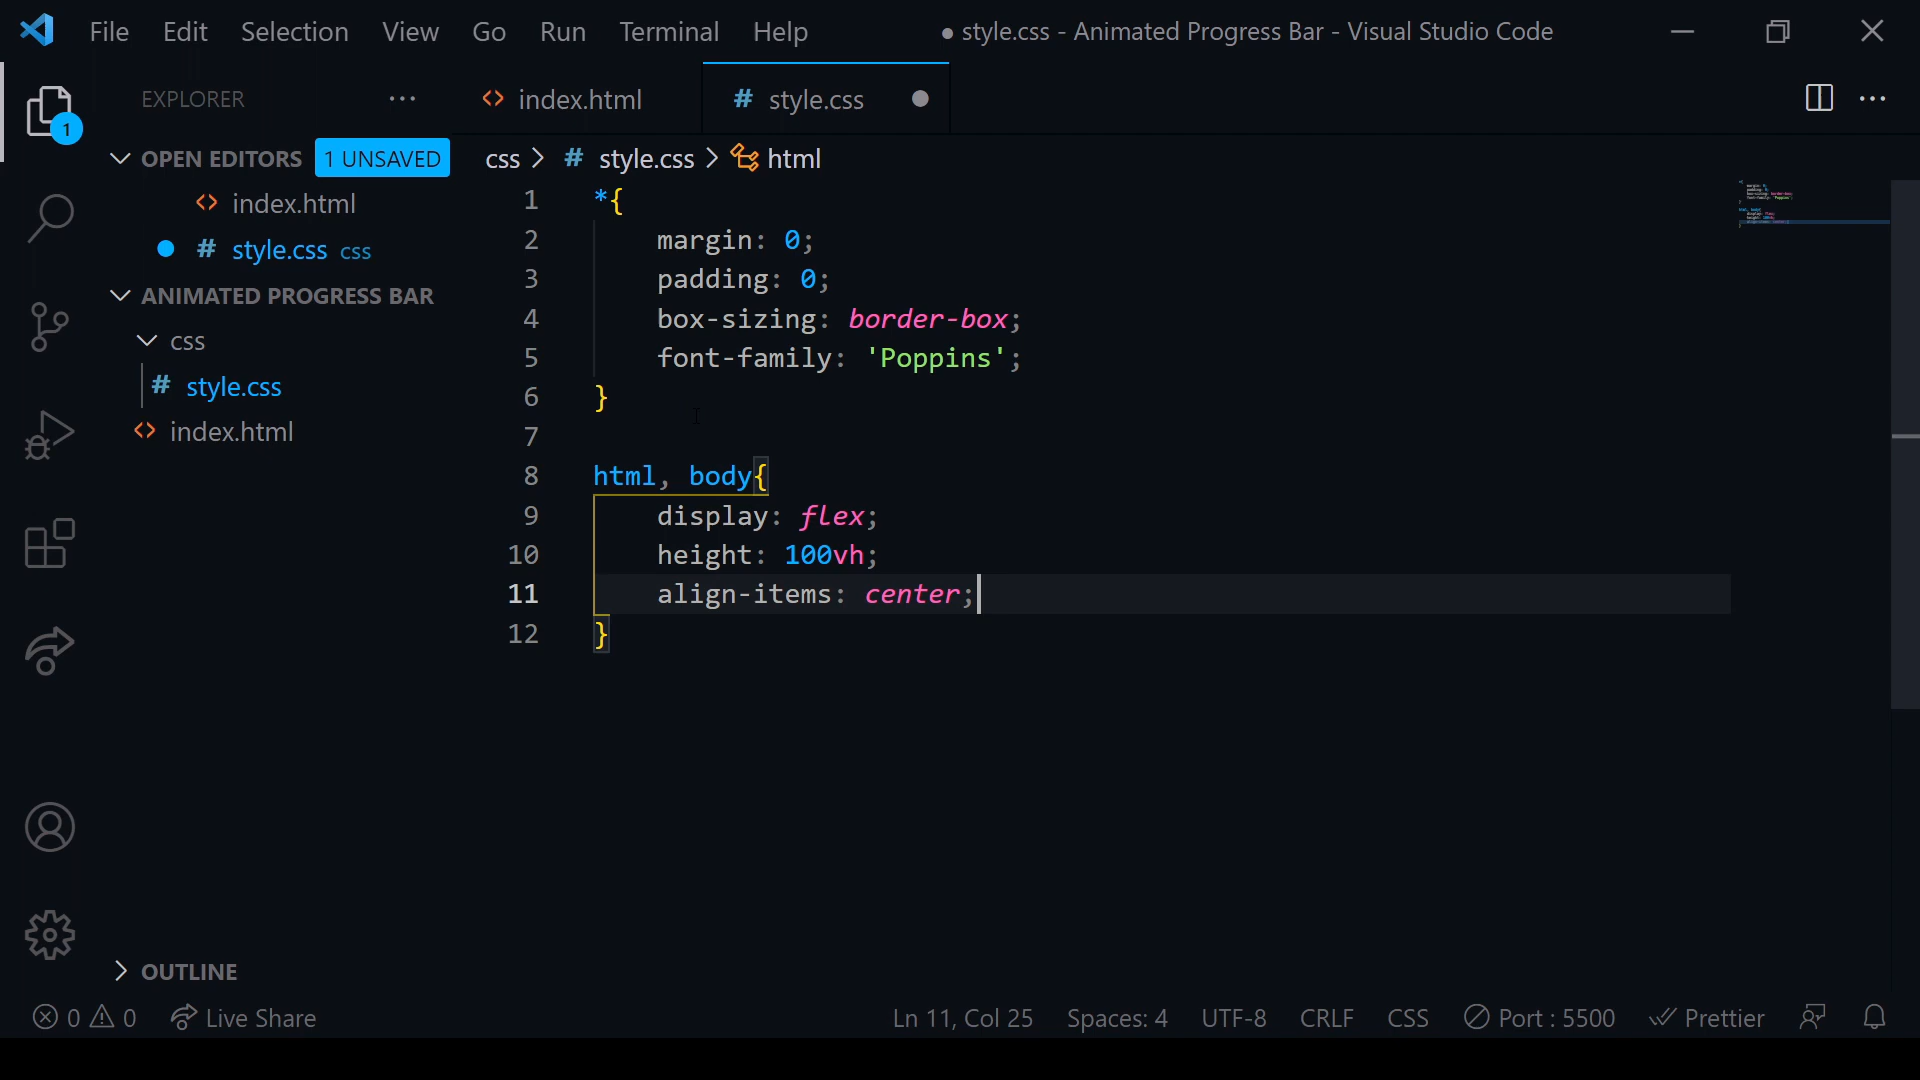 File Edit Selection View Go Run Terminal Help ● style.css - Animated Progress Bar - Visual Studio Code
EXPLORER ···
index.html
# style.css
1
OPEN EDITORS 1 UNSAVED
css > # style.css > html
index.html
# style.css css
ANIMATED PROGRESS BAR
css
# style.css
index.html
1 *{
2 margin: 0;
3 padding: 0;
4 box-sizing: border-box;
5 font-family: 'Poppins';
6 }
7
8 html, body{
9 display: flex;
10 height: 100vh;
11 align-items: center;
12 }
OUTLINE
0 0 Live Share Ln 11, Col 25 Spaces: 4 UTF-8 CRLF CSS Port : 5500 Prettier